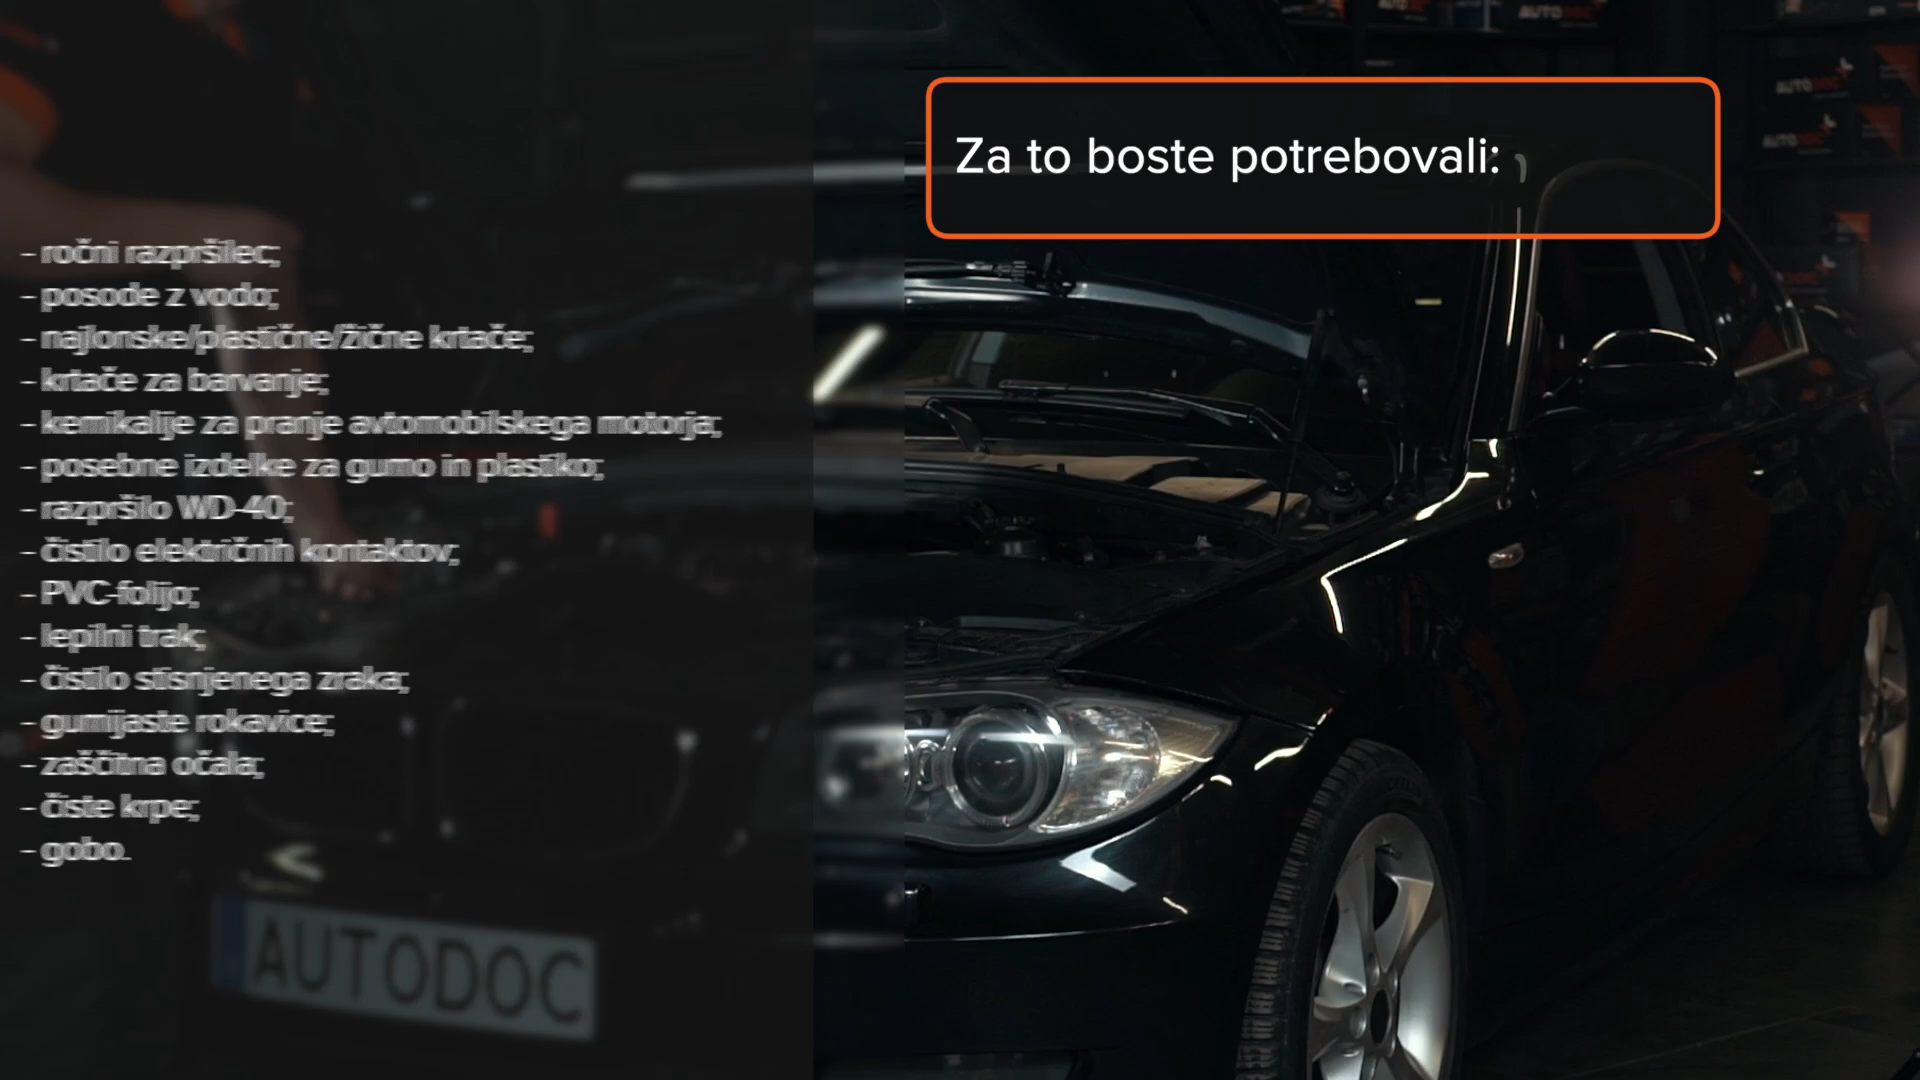 Za to boste potrebovali:
- ročni razpršilec;
- posode z vodo;
- najlonske/plastične/žične krtače;
- krtače za barvanje;
- kemikalije za pranje avtomobilskega motorja;
- posebne izdelke za gumo in plastiko;
- razpršilo WD-40;
- čistilo električnih kontaktov;
- PVC-folijo;
- lepilni trak;
- čistilo stisnjenega zraka;
- gumijaste rokavice;
- zaščitna očala;
- čiste krpe;
- gobo.
AUTODOC